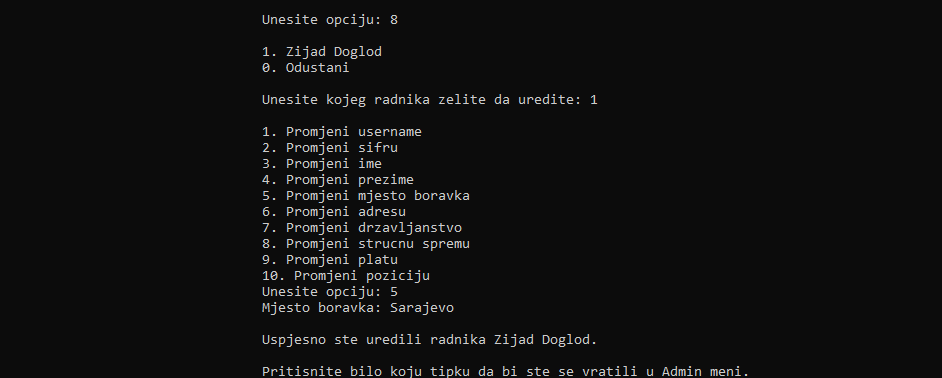 Unesite opciju: 8
1. Zijad Doglod
0. Odustani
Unesite kojeg radnika zelite da uredite: 1
1. Promjeni username
2. Promjeni sifru
3. Promjeni ime
4. Promjeni prezime
5. Promjeni mjesto boravka
6. Promjeni adresu
7. Promjeni drzavljanstvo
8. Promjeni strucnu spremu
9. Promjeni platu
10. Promjeni poziciju
Unesite opciju: 5
Mjesto boravka: Sarajevo
Uspjesno ste uredili radnika Zijad Doglod.
Pritisnite bilo koju tipku da bi ste se vratili u Admin meni.